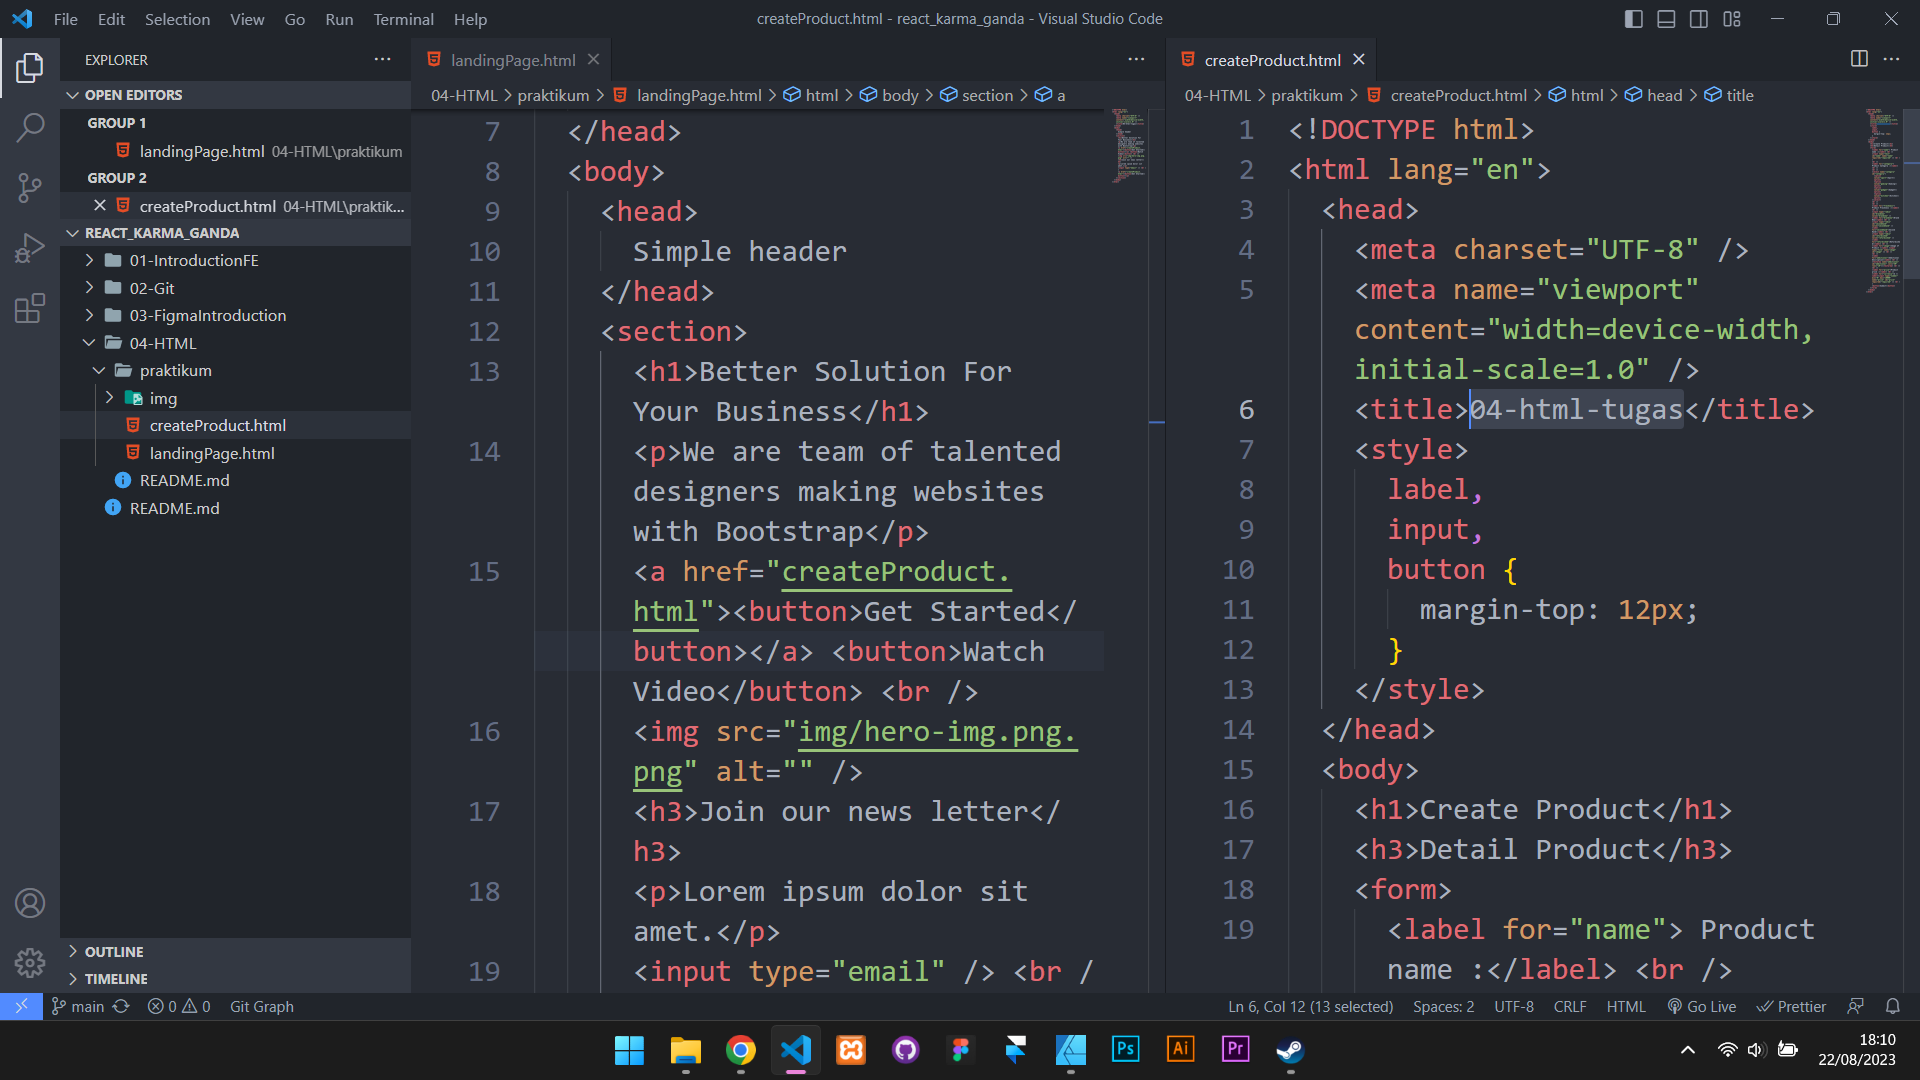 File Edit Selection View Go Run Terminal Help
createProduct.html - react_karma_ganda - Visual Studio Code
EXPLORER
OPEN EDITORS
GROUP 1
landingPage.html 04-HTML\praktikum
GROUP 2
createProduct.html 04-HTML\praktik...
REACT_KARMA_GANDA
01-IntroductionFE
02-Git
03-FigmaIntroduction
04-HTML
praktikum
img
createProduct.html
landingPage.html
README.md
README.md
OUTLINE
TIMELINE
landingPage.html
04-HTML > praktikum > landingPage.html > html > body > section > a
7 </head>
8 <body>
9 <head>
10 Simple header
11 </head>
12 <section>
13 <h1>Better Solution For
Your Business</h1>
14 <p>We are team of talented
designers making websites
with Bootstrap</p>
15 <a href="createProduct.
html"><button>Get Started</
button></a> <button>Watch
Video</button> <br />
16 <img src="img/hero-img.png.
png" alt="" />
17 <h3>Join our news letter</
h3>
18 <p>Lorem ipsum dolor sit
amet.</p>
19 <input type="email" /> <br /
createProduct.html
04-HTML > praktikum > createProduct.html > html > head > title
1 <!DOCTYPE html>
2 <html lang="en">
3 <head>
4 <meta charset="UTF-8" />
5 <meta name="viewport"
content="width=device-width,
initial-scale=1.0" />
6 <title>04-html-tugas</title>
7 <style>
8 label,
9 input,
10 button {
11 margin-top: 12px;
12 }
13 </style>
14 </head>
15 <body>
16 <h1>Create Product</h1>
17 <h3>Detail Product</h3>
18 <form>
19 <label for="name"> Product
name :</label> <br />
main 0 0 Git Graph
Ln 6, Col 12 (13 selected) Spaces: 2 UTF-8 CRLF HTML Go Live Prettier
Ps Ai Pr
18:10
22/08/2023